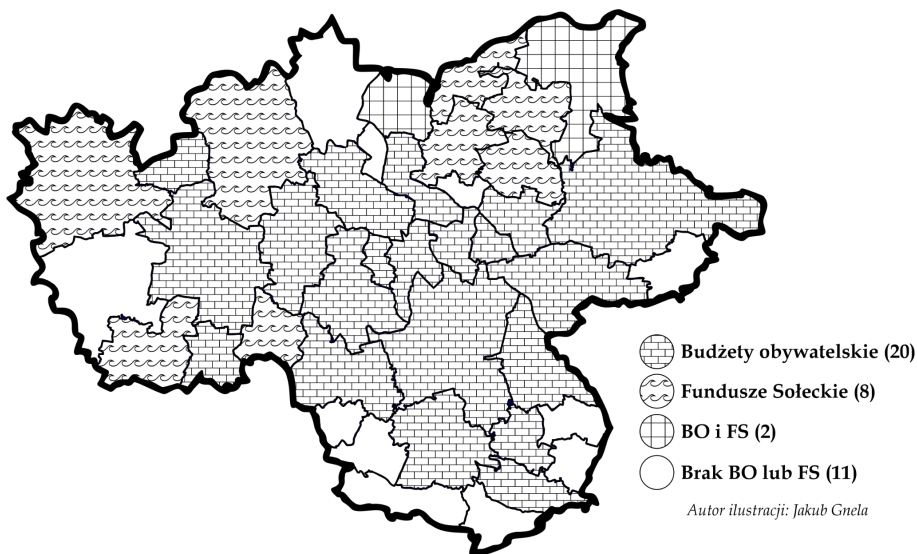 Budżety obywatelskie (20)
Fundusze Sołeckie (8)
BO i FS (2)
Brak BO lub FS (11)
Autor ilustracji: Jakub Gnela